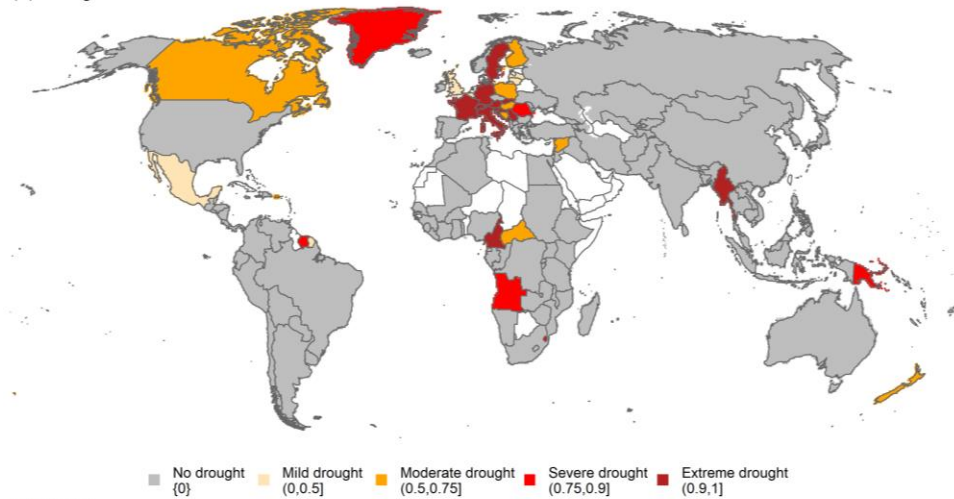 No drought
{0}
Mild drought
(0,0.5]
Moderate drought
(0.5,0.75]
Severe drought
(0.75,0.9]
Extreme drought
(0.9,1]